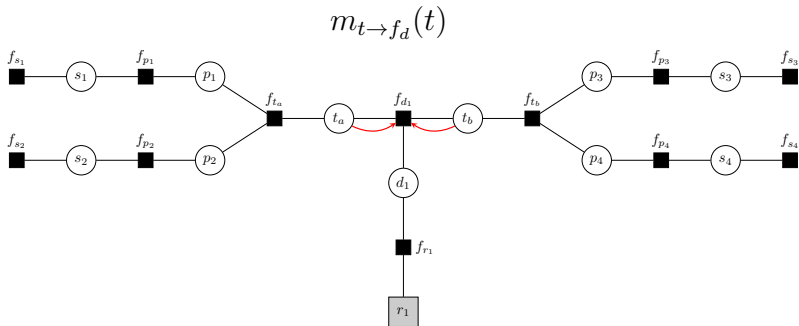 m_{t→f_d}(t)
f_{s_1} s_1 f_{p_1} p_1 p_3 f_{p_3} s_3 f_{s_3}
f_{t_a} t_a f_{d_1} t_b f_{t_b}
f_{s_2} s_2 f_{p_2} p_2 p_4 f_{p_4} s_4 f_{s_4}
d_1
f_{r_1}
r_1